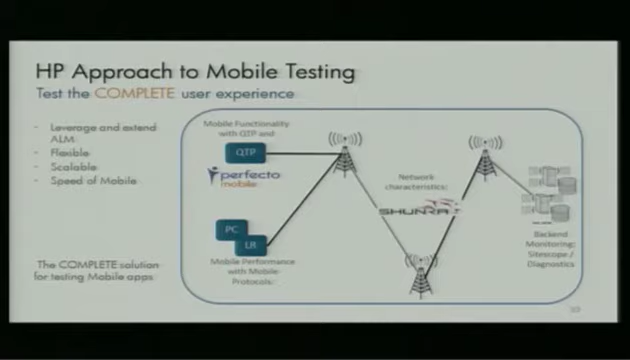 HP Approach to Mobile Testing
Test the COMPLETE user experience
- Leverage and extend
ALM
- Flexible
- Scalable
- Speed of Mobile
The COMPLETE solution
for testing Mobile apps
Mobile Functionality
with QTP and
QTP
perfecto
mobile
PC
LR
Mobile Performance
with Mobile
Protocols:
Network
characteristics:
SHUNRA
Backend
Monitoring:
Sitescope /
Diagnostics